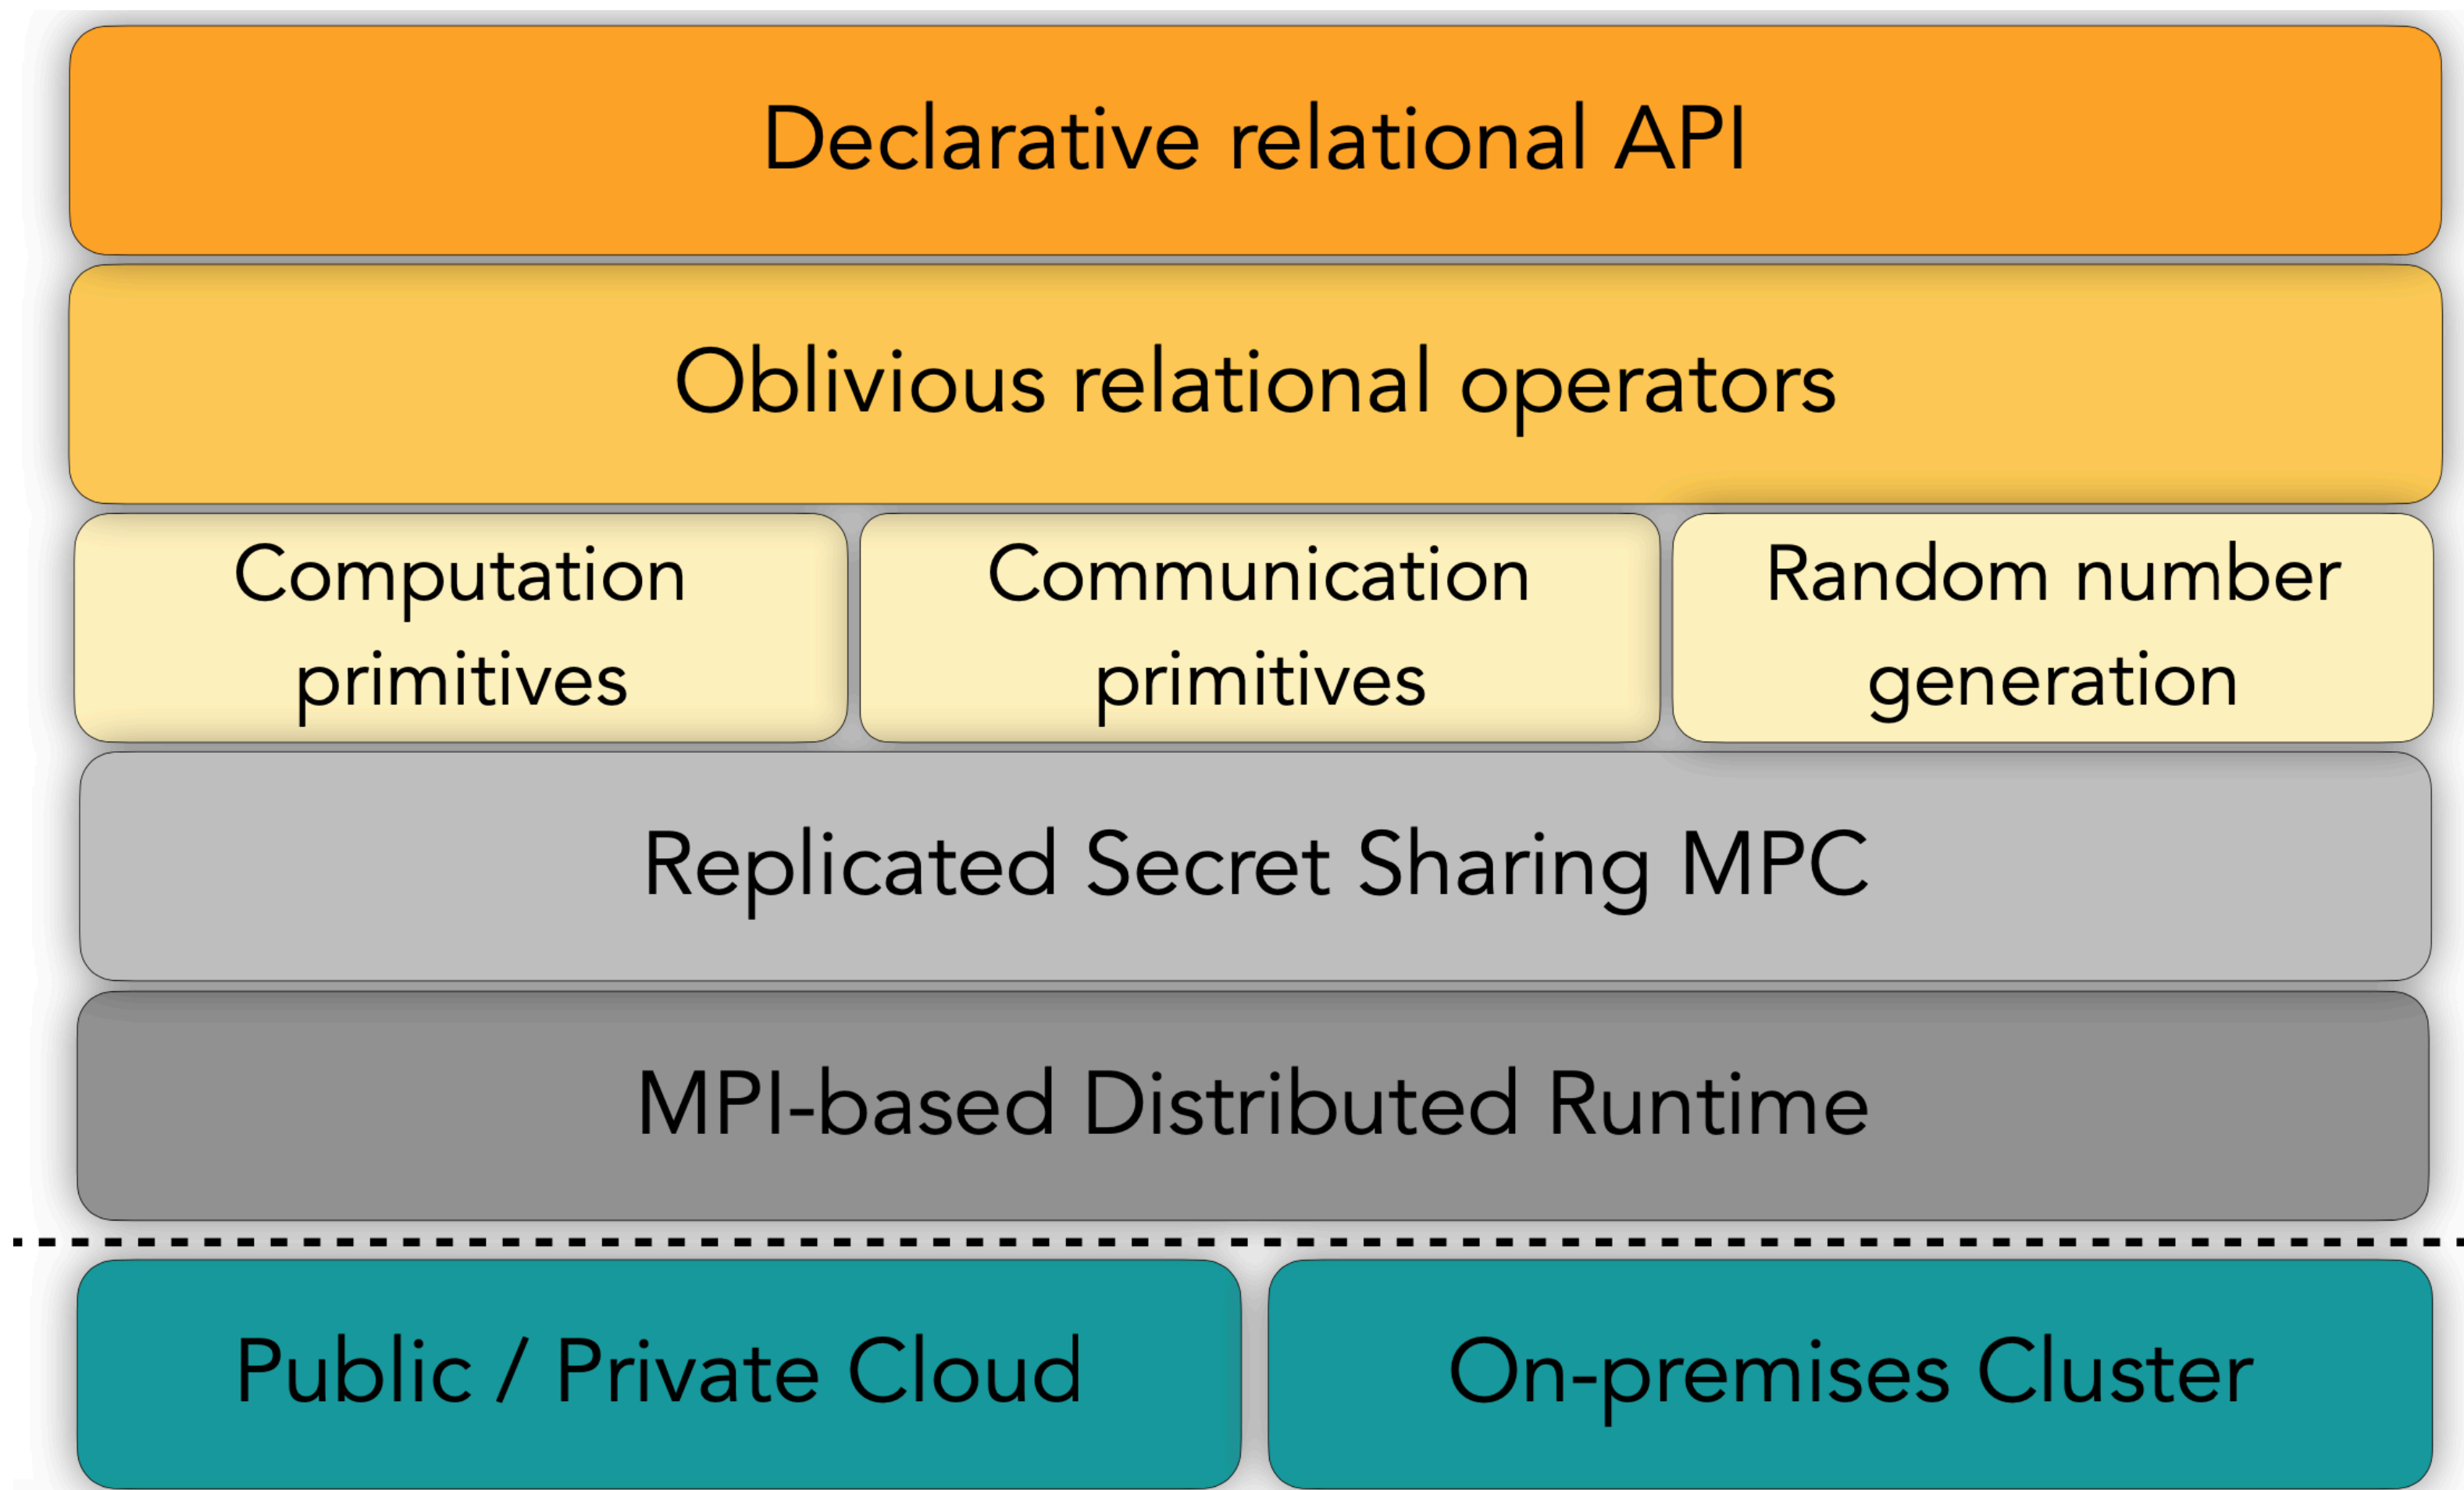 Declarative relational API
Oblivious relational operators
Computation
primitives
Communication
primitives
Random number
generation
Replicated Secret Sharing MPC
MPI-based Distributed Runtime
Public / Private Cloud
On-premises Cluster